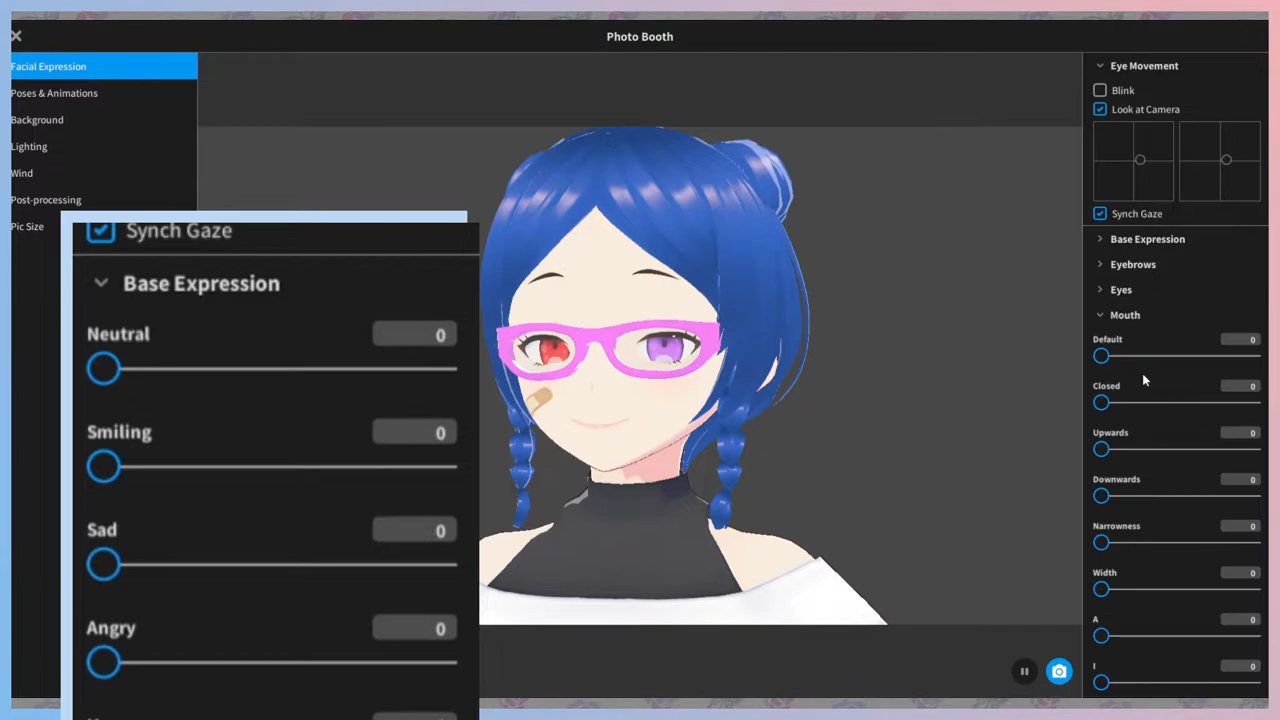 Photo Booth
Facial Expression
Poses & Animations
Background
Lighting
Wind
Post-processing
Pic Size
Synch Gaze
Base Expression
Neutral 0
Smiling 0
Sad 0
Angry 0
Eye Movement
Blink
Look at Camera
Synch Gaze
Base Expression
Eyebrows
Eyes
Mouth
Default 0
Closed 0
Upwards 0
Downwards 0
Narrowness 0
Width 0
A 0
I 0